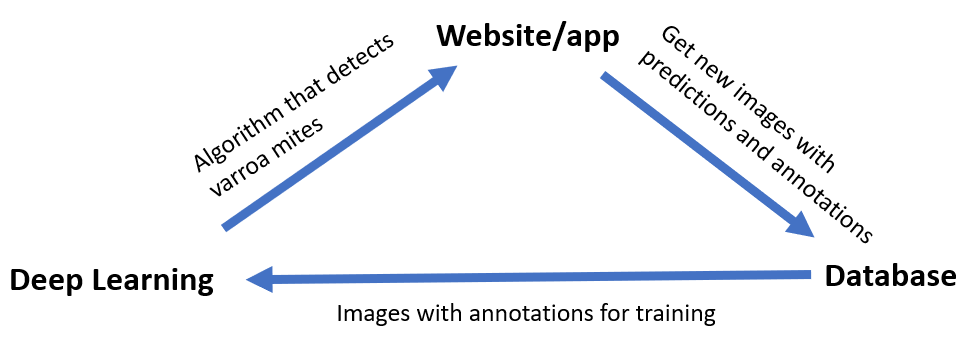 Website/app
Algorithm that detects
varroa mites
Get new images with
predictions and annotations
Deep Learning
Database
Images with annotations for training